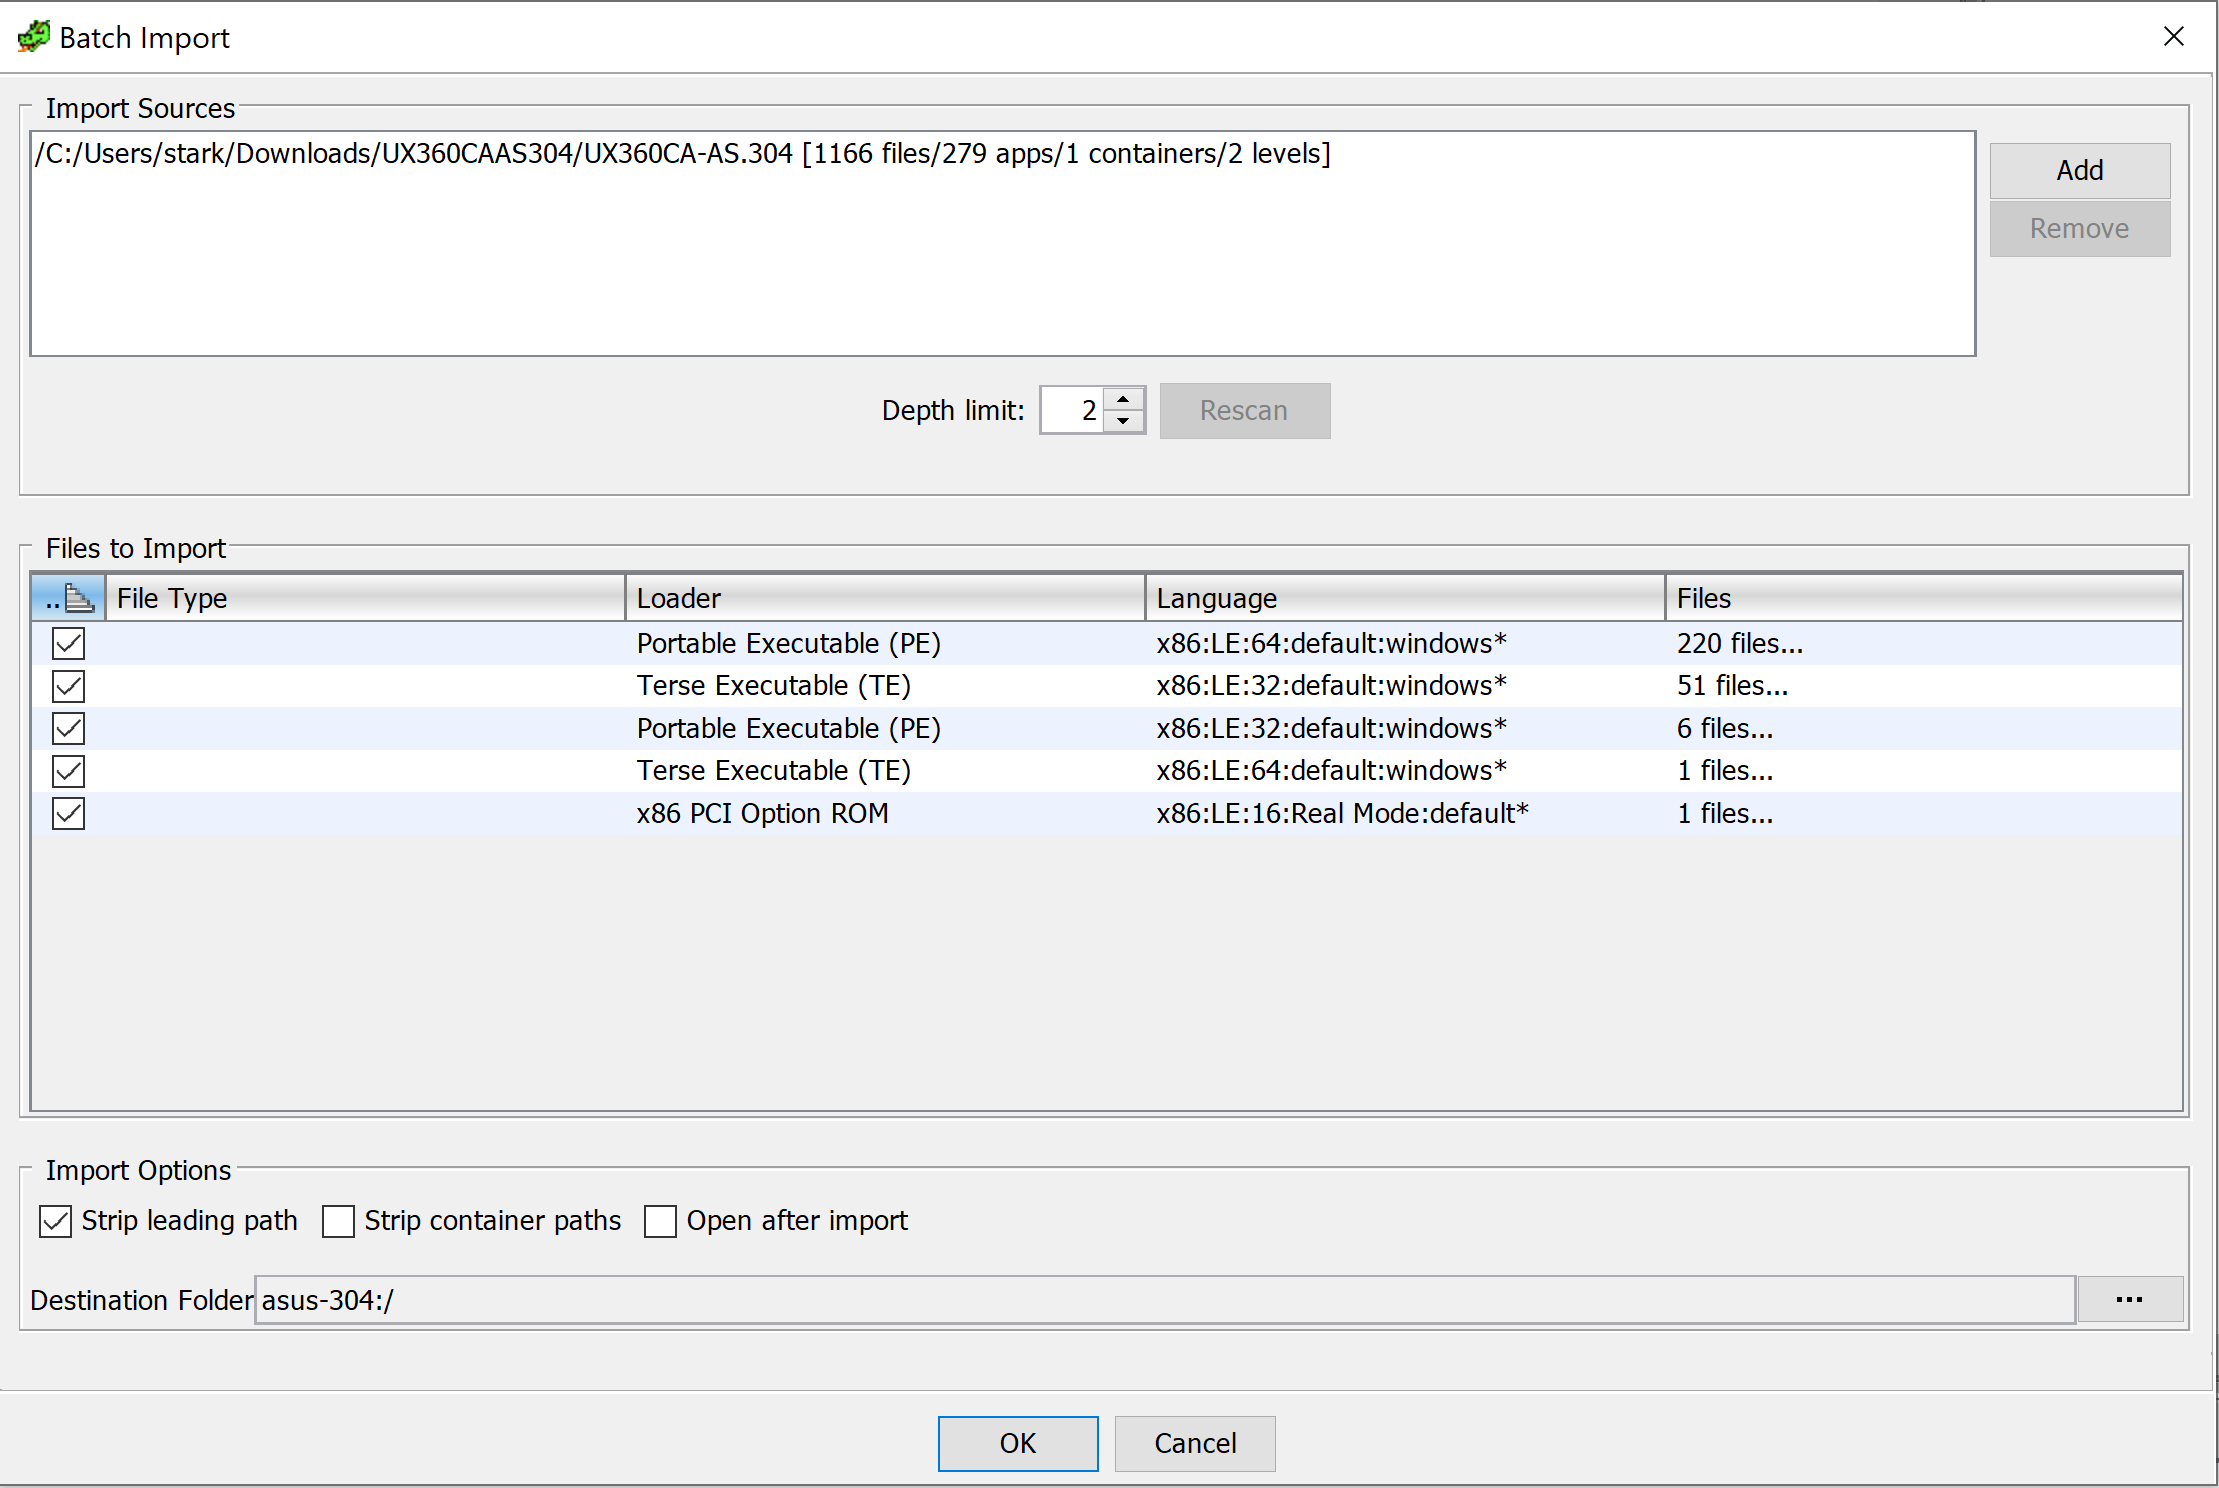 Batch Import
Import Sources
/C:/Users/stark/Downloads/UX360CAAS304/UX360CA-AS.304 [1166 files/279 apps/1 containers/2 levels]
Add
Remove
Depth limit: 2 Rescan
Files to Import
.. File Type Loader Language Files
Portable Executable (PE) x86:LE:64:default:windows* 220 files...
Terse Executable (TE) x86:LE:32:default:windows* 51 files...
Portable Executable (PE) x86:LE:32:default:windows* 6 files...
Terse Executable (TE) x86:LE:64:default:windows* 1 files...
x86 PCI Option ROM x86:LE:16:Real Mode:default* 1 files...
Import Options
Strip leading path Strip container paths Open after import
Destination Folder asus-304:/ ...
OK Cancel